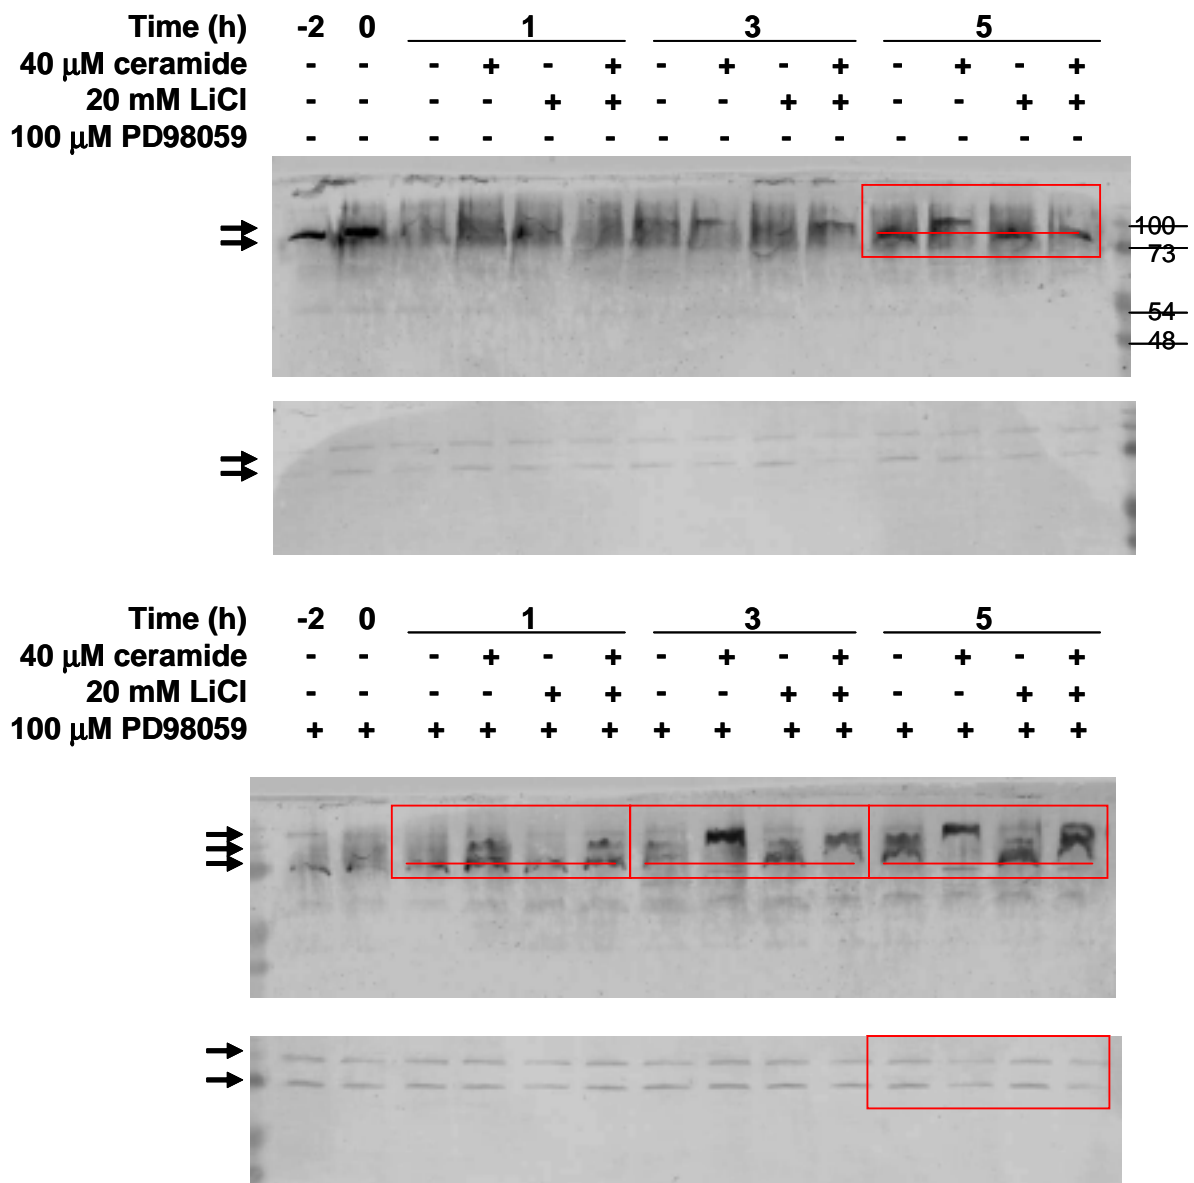 Time (h) -2 0 1 3 5
40 μM ceramide - - - + - + - + - + - + - +
20 mM LiCl - - - - + + - - + + - - + +
100 μM PD98059 - - - - - - - - - - - - - -
100
73
54
48
Time (h) -2 0 1 3 5
40 μM ceramide - - - + - + - + - + - + - +
20 mM LiCl - - - - + + - - + + - - + +
100 μM PD98059 + + + + + + + + + + + + + +